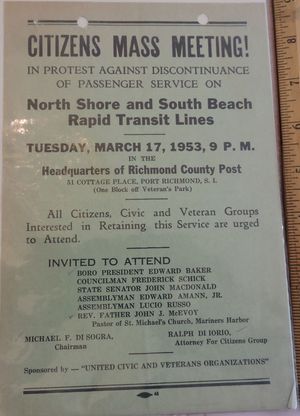 CITIZENS MASS MEETING!
IN PROTEST AGAINST DISCONTINUANCE
OF PASSENGER SERVICE ON
North Shore and South Beach
Rapid Transit Lines
TUESDAY, MARCH 17, 1953, 9 P. M.
IN THE
Headquarters of Richmond County Post
51 COTTAGE PLACE, PORT RICHMOND, S. I.
(One Block off Veteran's Park)
All Citizens, Civic and Veteran Groups
Interested in Retaining this Service are urged
to Attend.
INVITED TO ATTEND
BORO PRESIDENT EDWARD BAKER
COUNCILMAN FREDERICK SCHICK
STATE SENATOR JOHN MACDONALD
ASSEMBLYMAN EDWARD AMANN, JR.
ASSEMBLYMAN LUCIO RUSSO
REV. FATHER JOHN J. McEVOY
Pastor of St. Michael's Church, Mariners Harbor
MICHAEL F. DI SOGRA,
Chairman
RALPH DI IORIO,
Attorney For Citizens Group
Sponsored by — "UNITED CIVIC AND VETERANS ORGANIZATIONS"